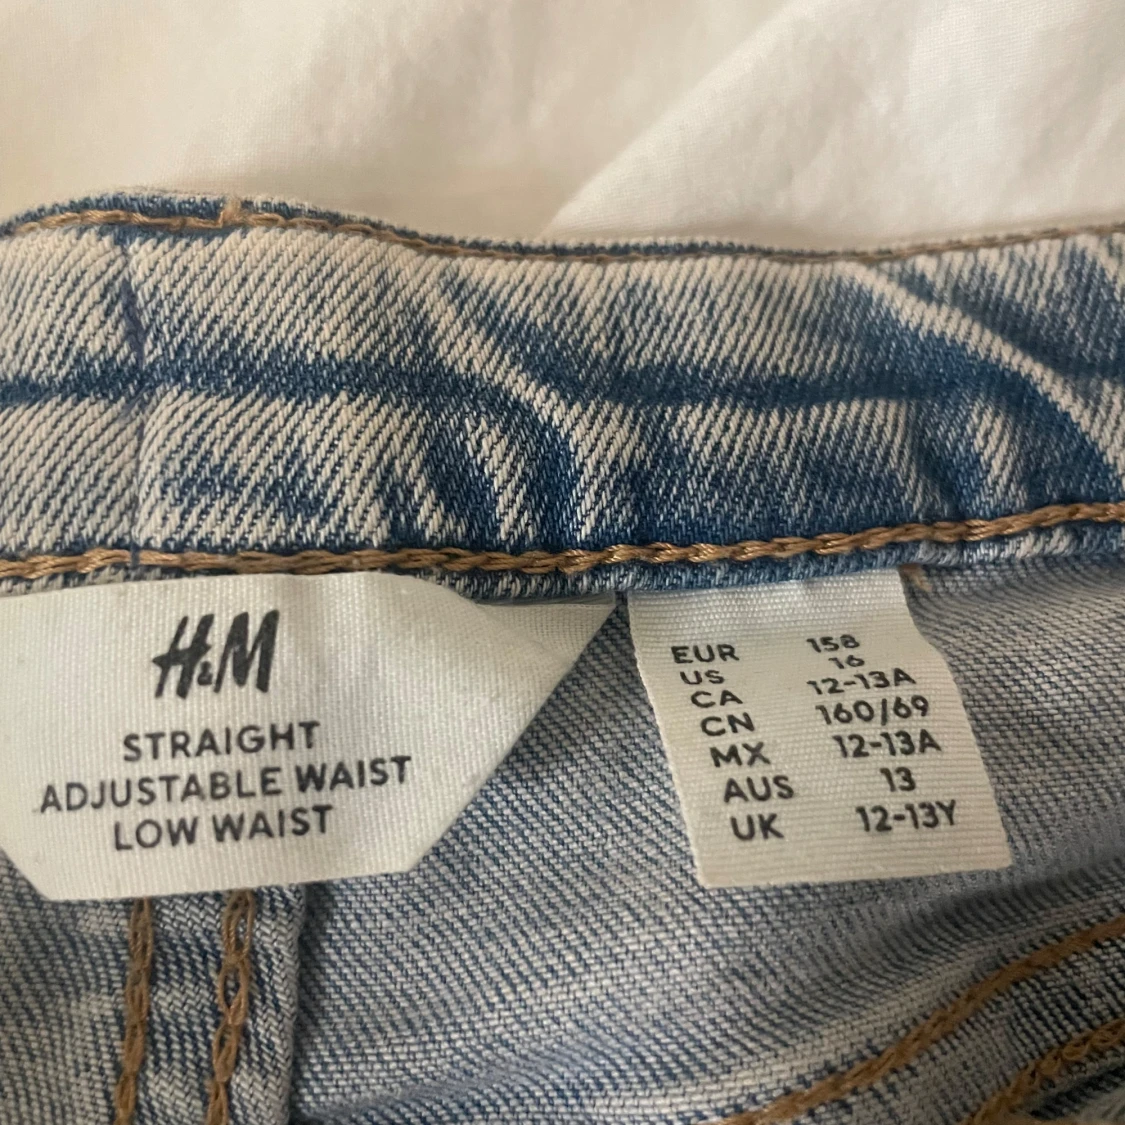 H&M
STRAIGHT
ADJUSTABLE WAIST
LOW WAIST
EUR 158
US 16
CA 12-13A
CN 160/69
MX 12-13A
AUS 13
UK 12-13Y